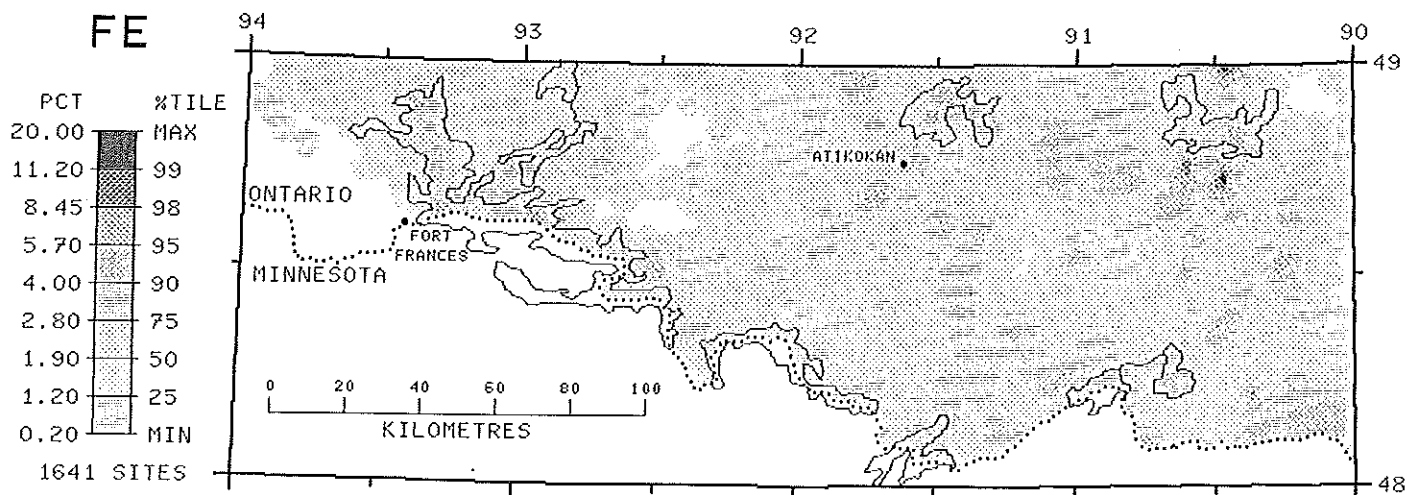 FE
94 93 92 91 90
49
PCT %TILE
20.00 MAX
11.20 99
8.45 98
5.70 95
4.00 90
2.80 75
1.90 50
1.20 25
0.20 MIN
1641 SITES
ATIKOKAN
ONTARIO
FORT
FRANCES
MINNESOTA
0 20 40 60 80 100
KILOMETRES
48